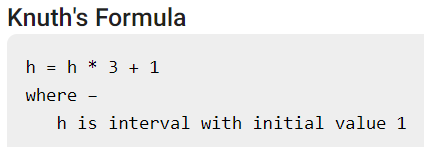 Knuth's Formula
h = h * 3 + 1
where −
h is interval with initial value 1